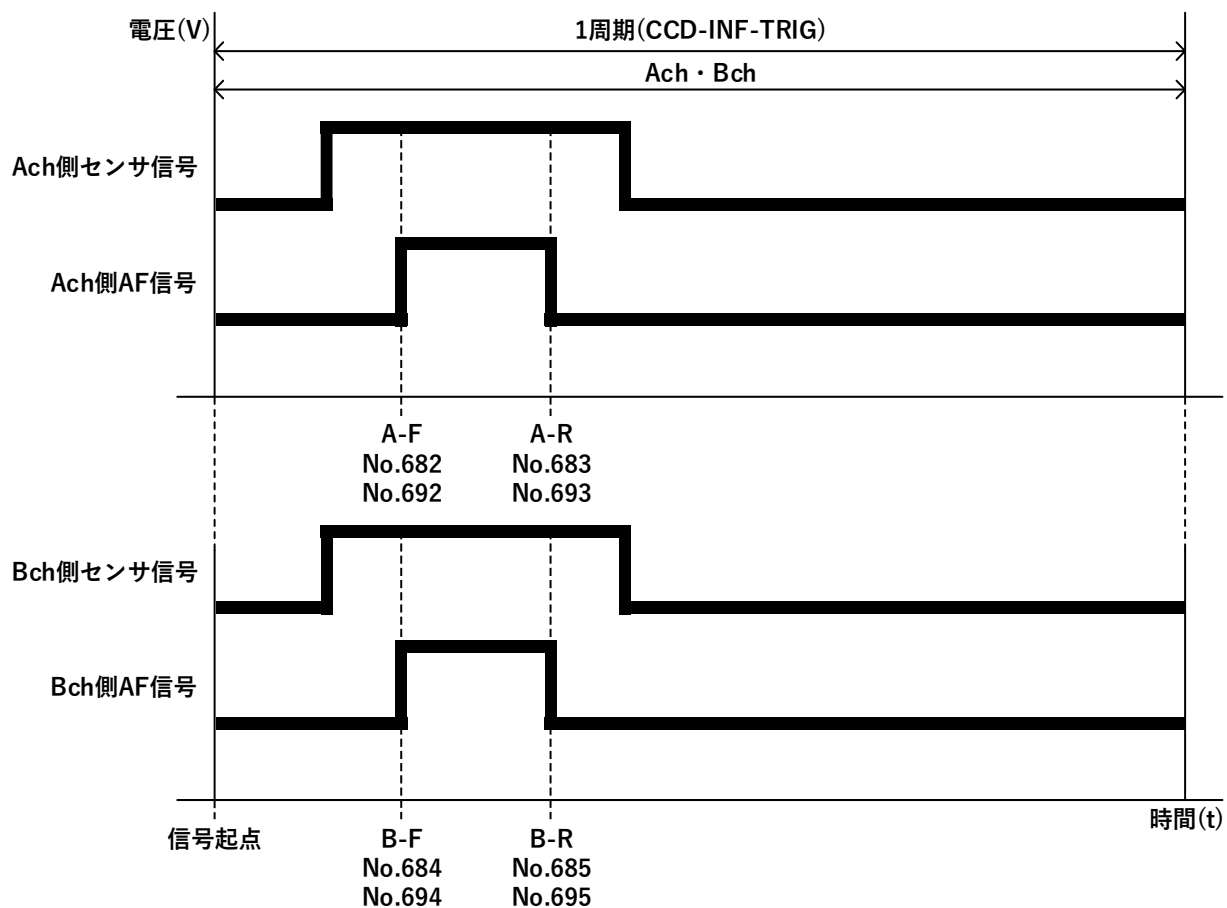 電圧(V)
1周期(CCD-INF-TRIG)
Ach・Bch
Ach側センサ信号
Ach側AF信号
A-F
No.682
No.692
A-R
No.683
No.693
Bch側センサ信号
Bch側AF信号
時間(t)
信号起点
B-F
No.684
No.694
B-R
No.685
No.695